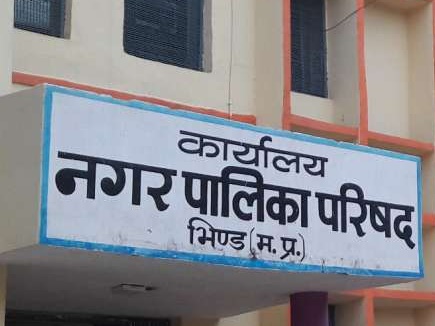 कार्यालय
नगर पालिका परिषद
भिण्ड (म. प्र.)